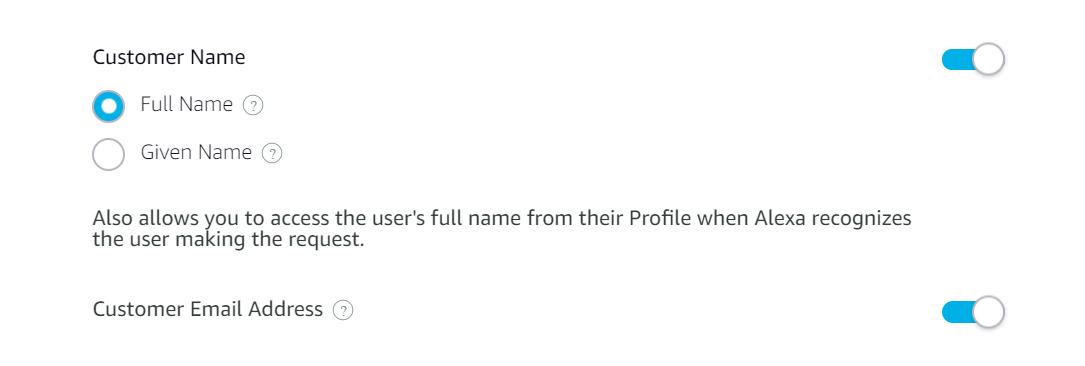 Customer Name
Full Name ?
Given Name ?
Also allows you to access the user's full name from their Profile when Alexa recognizes
the user making the request.
Customer Email Address ?